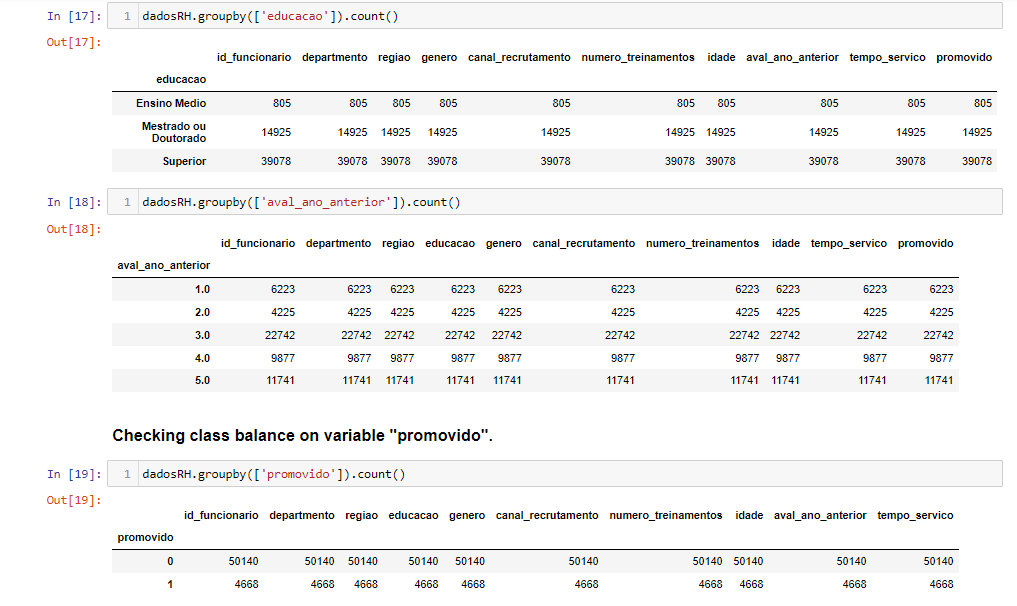 In [17]: 1 dadosRH.groupby(['educacao']).count()
Out[17]:
id_funcionario departmento regiao genero canal_recrutamento numero_treinamentos idade aval_ano_anterior tempo_servico promovido
educacao
Ensino Medio 805 805 805 805 805 805 805 805 805 805
Mestrado ou
Doutorado 14925 14925 14925 14925 14925 14925 14925 14925 14925 14925
Superior 39078 39078 39078 39078 39078 39078 39078 39078 39078 39078
In [18]: 1 dadosRH.groupby(['aval_ano_anterior']).count()
Out[18]:
id_funcionario departmento regiao educacao genero canal_recrutamento numero_treinamentos idade tempo_servico promovido
aval_ano_anterior
1.0 6223 6223 6223 6223 6223 6223 6223 6223 6223 6223
2.0 4225 4225 4225 4225 4225 4225 4225 4225 4225 4225
3.0 22742 22742 22742 22742 22742 22742 22742 22742 22742 22742
4.0 9877 9877 9877 9877 9877 9877 9877 9877 9877 9877
5.0 11741 11741 11741 11741 11741 11741 11741 11741 11741 11741
Checking class balance on variable "promovido".
In [19]: 1 dadosRH.groupby(['promovido']).count()
Out[19]:
id_funcionario departmento regiao educacao genero canal_recrutamento numero_treinamentos idade aval_ano_anterior tempo_servico
promovido
0 50140 50140 50140 50140 50140 50140 50140 50140 50140 50140
1 4668 4668 4668 4668 4668 4668 4668 4668 4668 4668